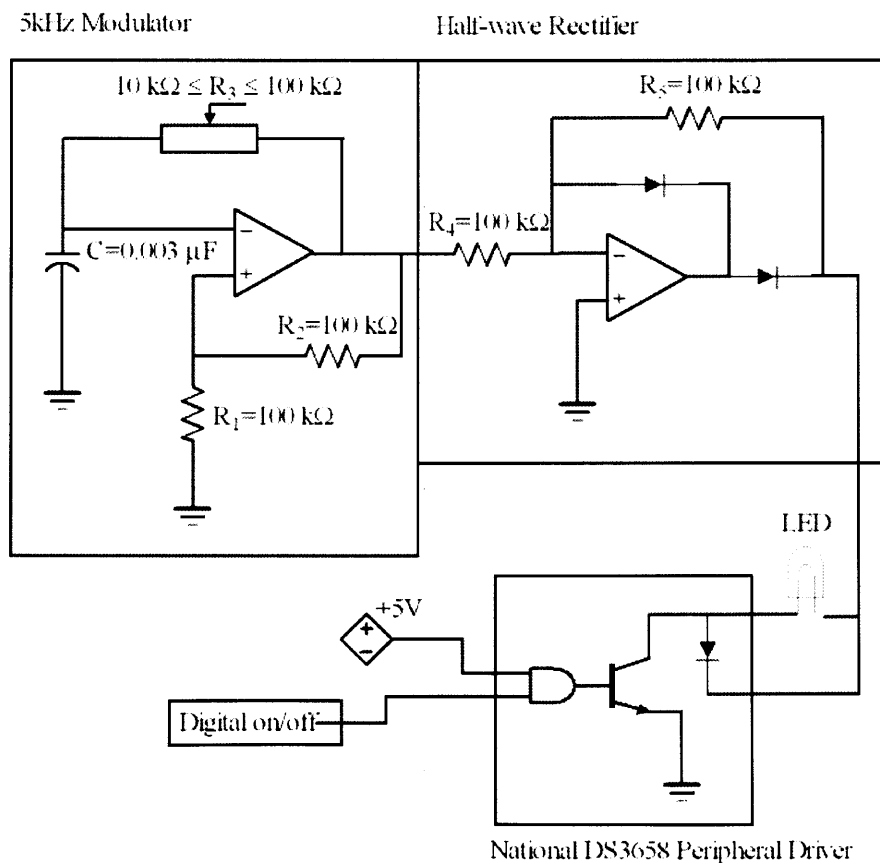 5kHz Modulator
Half-wave Rectifier
10 kΩ ≤ R3 ≤ 100 kΩ
R5=100 kΩ
R4=100 kΩ
C=0.003 μF
−
+
−
+
R2=100 kΩ
R1=100 kΩ
LED
+5V
+
−
Digital on/off
National DS3658 Peripheral Driver